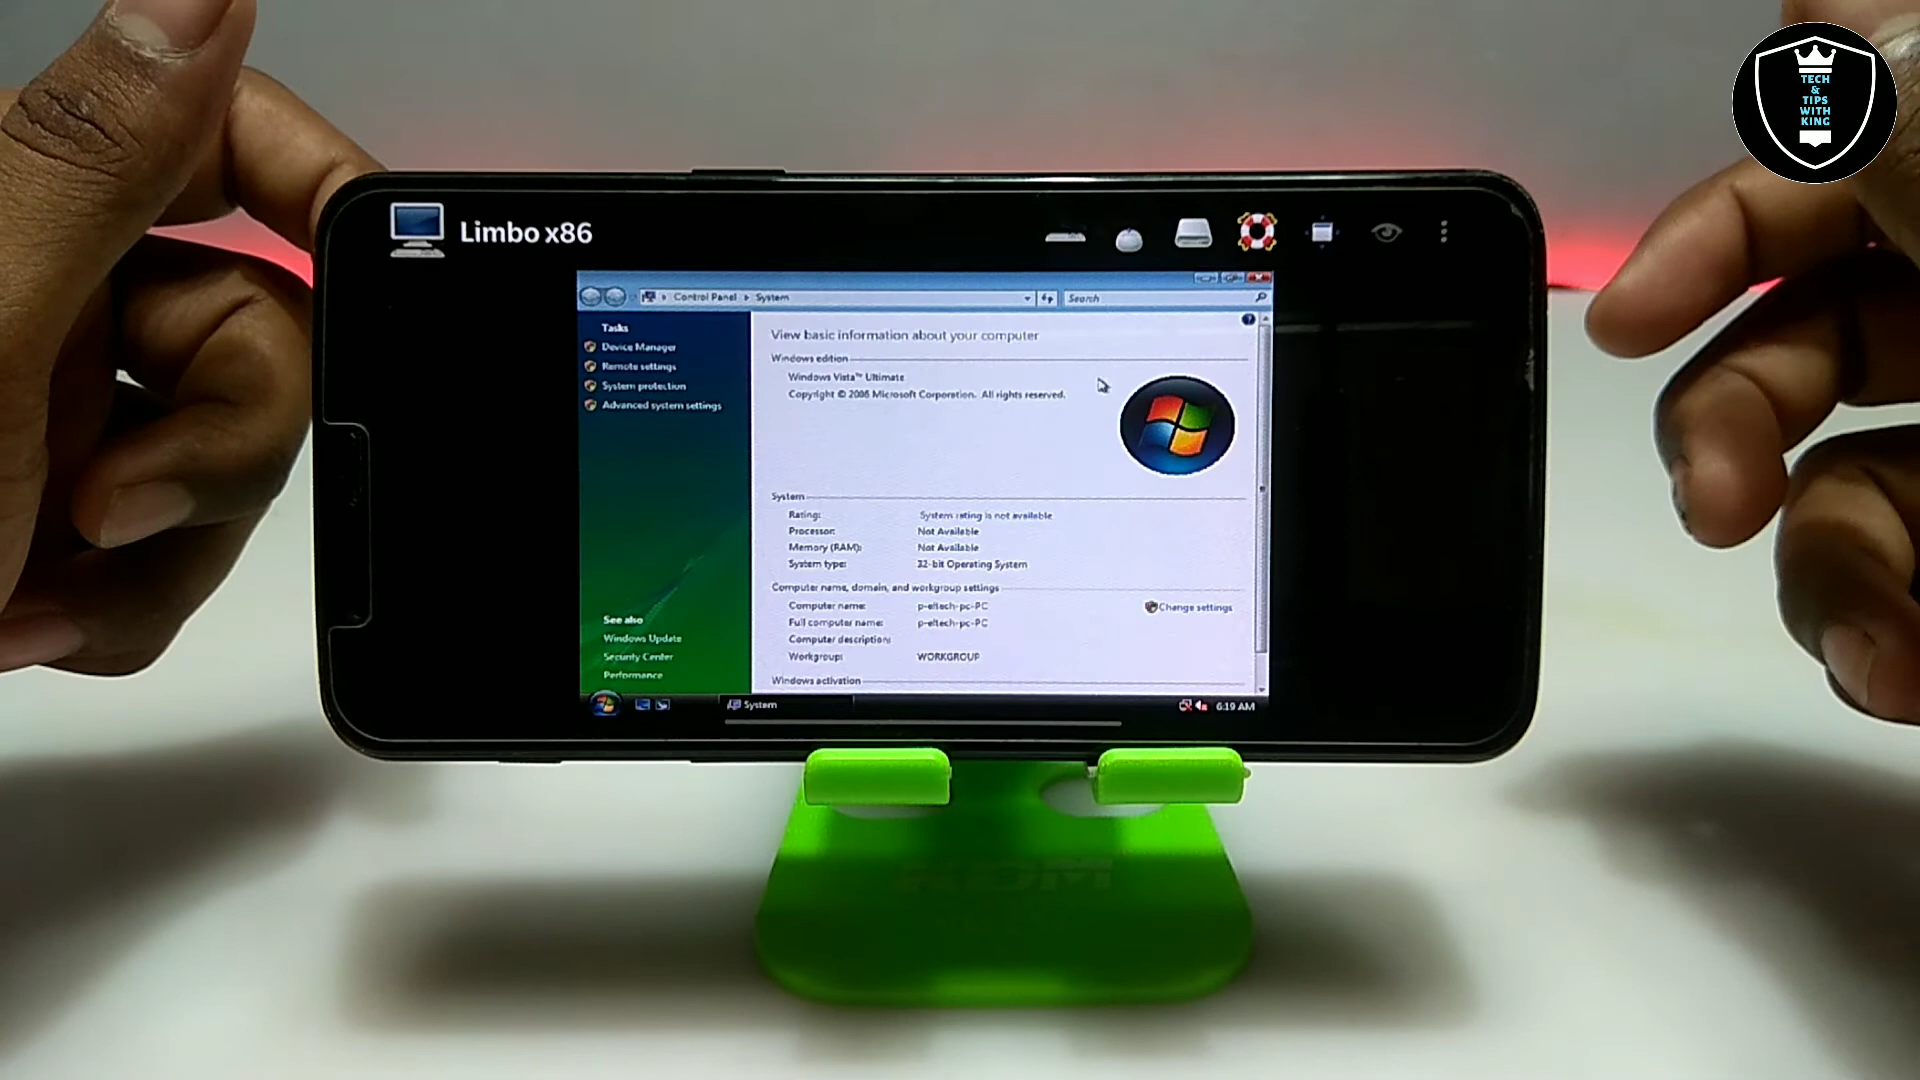 TECH
&
TIPS
WITH
KING
Limbo x86
Control Panel System
Search
Tasks
Device Manager
Remote settings
System protection
Advanced system settings
See also
Windows Update
Security Center
Performance
View basic information about your computer
Windows edition
Windows Vista™ Ultimate
Copyright © 2006 Microsoft Corporation. All rights reserved.
System
Rating: System rating is not available
Processor: Not Available
Memory (RAM): Not Available
System type: 32-bit Operating System
Computer name, domain, and workgroup settings
Computer name: p-eltech-pc-PC
Change settings
Full computer name: p-eltech-pc-PC
Computer description:
Workgroup: WORKGROUP
Windows activation
System
6:19 AM